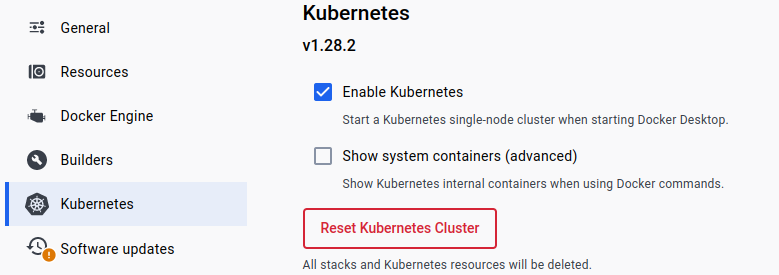 General
Resources
Docker Engine
Builders
Kubernetes
Software updates
Kubernetes
v1.28.2
Enable Kubernetes
Start a Kubernetes single-node cluster when starting Docker Desktop.
Show system containers (advanced)
Show Kubernetes internal containers when using Docker commands.
Reset Kubernetes Cluster
All stacks and Kubernetes resources will be deleted.